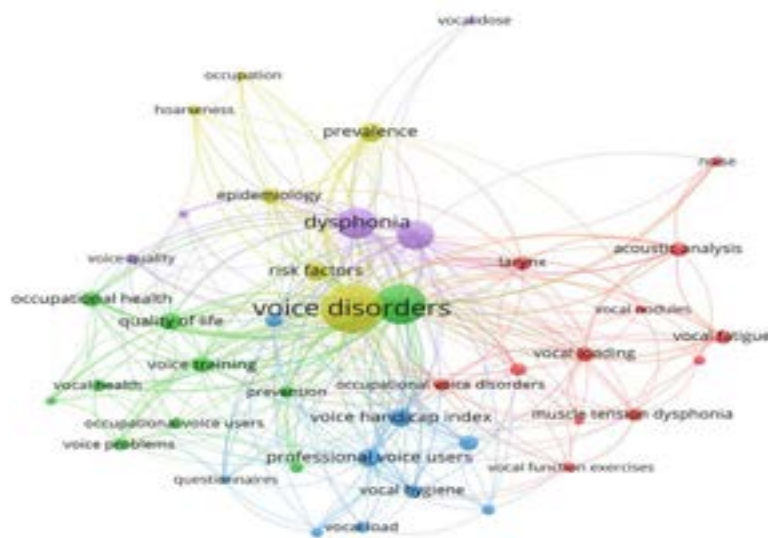 vocal dose
occupation
hoarseness
prevalence
noise
epidemiology
dysphonia
acoustic analysis
voice quality
larynx
risk factors
occupational health
voice disorders
vocal nodules
quality of life
vocal fatigue
vocal loading
voice training
vocal health
prevention
occupational voice disorders
occupational voice users
voice handicap index
muscle tension dysphonia
voice problems
professional voice users
vocal function exercises
questionnaires
vocal hygiene
vocal load